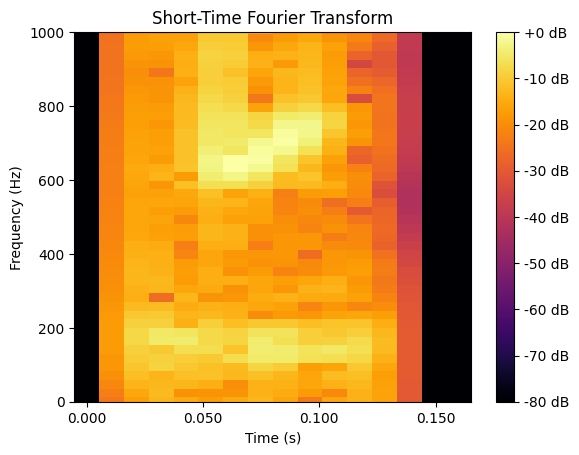 Short-Time Fourier Transform
1000
800
600
400
200
0
Frequency (Hz)
0.000
0.050
0.100
0.150
Time (s)
+0 dB
-10 dB
-20 dB
-30 dB
-40 dB
-50 dB
-60 dB
-70 dB
-80 dB